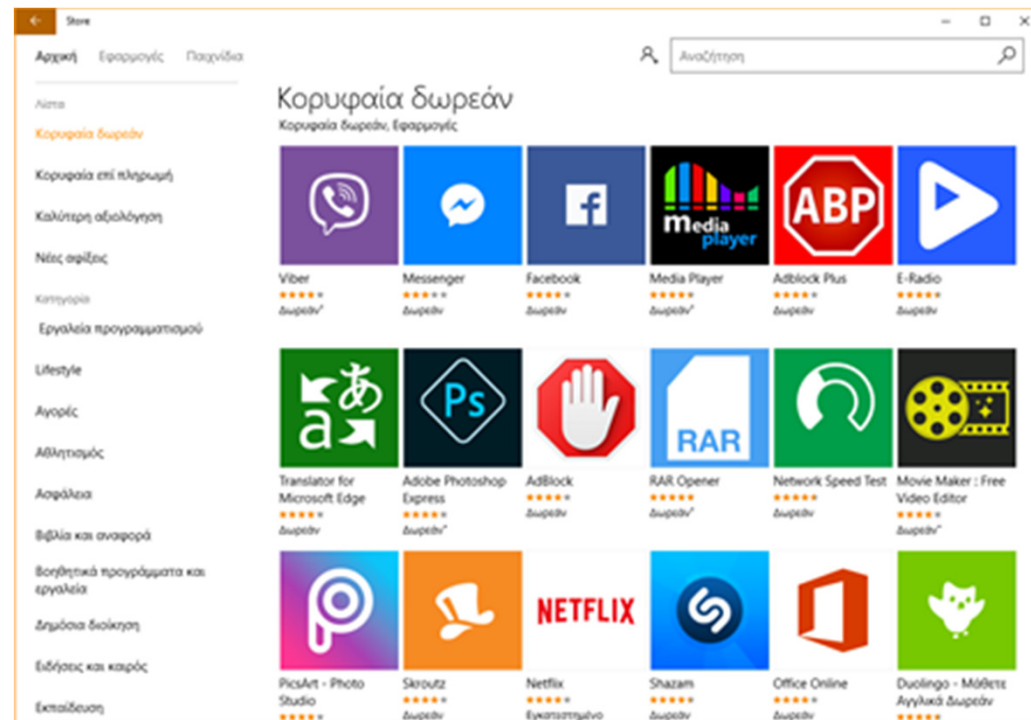 Store
Αρχική Εφαρμογές Παιχνίδια
Αναζήτηση
Λίστα
Κορυφαία δωρεάν
Κορυφαία επί πληρωμή
Καλύτερη αξιολόγηση
Νέες αφίξεις
Κατηγορία
Εργαλεία προγραμματισμού
Lifestyle
Αγορές
Αθλητισμός
Ασφάλεια
Βιβλία και αναφορά
Βοηθητικά προγράμματα και
εργαλεία
Δημόσια διοίκηση
Ειδήσεις και καιρός
Εκπαίδευση
Κορυφαία δωρεάν
Κορυφαία δωρεάν, Εφαρμογές
media
player
ABP
Viber Messenger Facebook Media Player Adblock Plus E-Radio
Δωρεάν* Δωρεάν Δωρεάν Δωρεάν* Δωρεάν Δωρεάν
あ
a
Ps
RAR
Translator for Adobe Photoshop AdBlock RAR Opener Network Speed Test Movie Maker : Free
Microsoft Edge Express Video Editor
Δωρεάν Δωρεάν Δωρεάν Δωρεάν* Δωρεάν Δωρεάν*
NETFLIX
PicsArt - Photo Skroutz Netflix Shazam Office Online Duolingo - Μάθετε
Studio Αγγλικά Δωρεάν
Δωρεάν Εγκατεστημένο Δωρεάν Δωρεάν